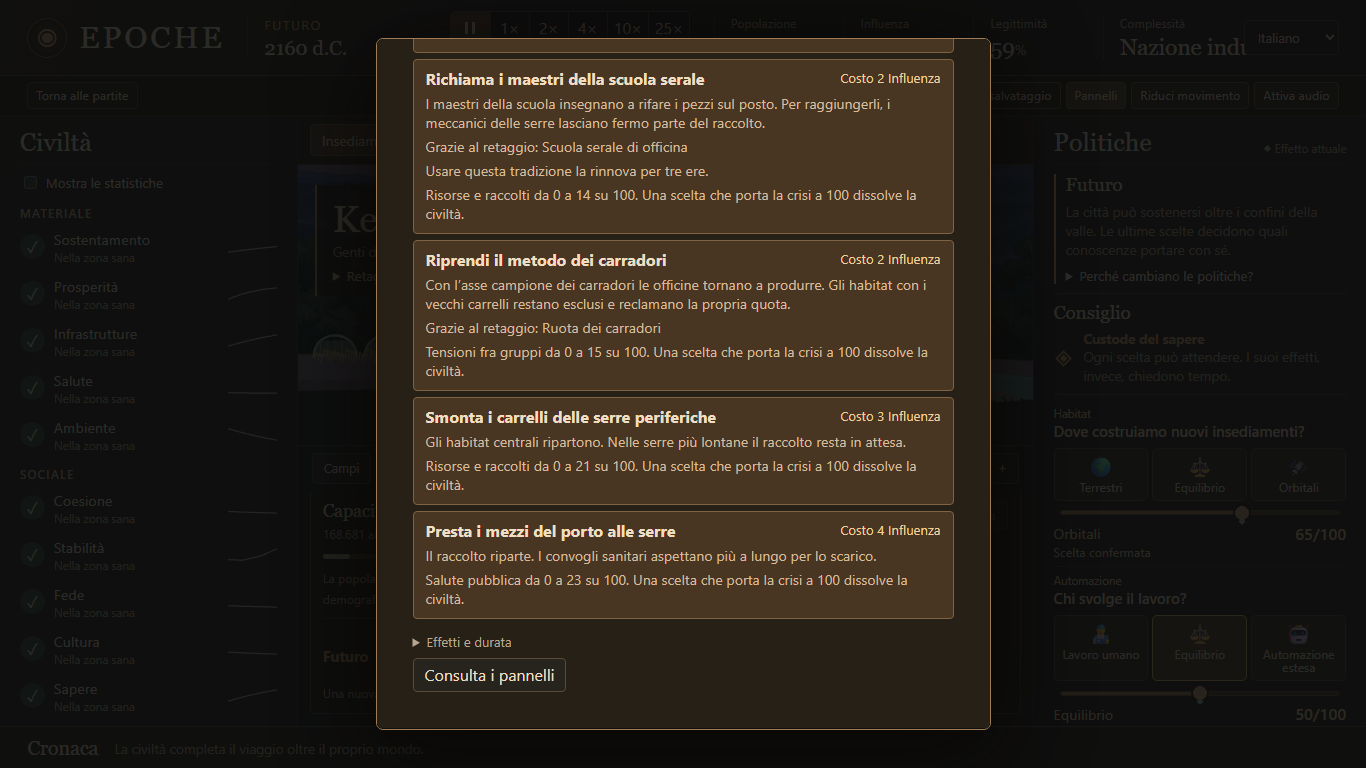 EPOCHE
FUTURO
2160 d.C.
1×
2×
4×
10×
25×
Popolazione
Influenza
Legittimità
59%
Complessità
Nazione indu
Italiano
Torna alle partite
salvataggio
Pannelli
Riduci movimento
Attiva audio
Civiltà
Mostra le statistiche
MATERIALE
Sostentamento
Nella zona sana
Prosperità
Nella zona sana
Infrastrutture
Nella zona sana
Salute
Nella zona sana
Ambiente
Nella zona sana
SOCIALE
Coesione
Nella zona sana
Stabilità
Nella zona sana
Fede
Nella zona sana
Cultura
Nella zona sana
Sapere
Nella zona sana
Insediam
Ke
Genti d
Retag
Campi
Capaci
168.681 a
La popola
demograf
Futuro
Una nuov
Richiama i maestri della scuola serale
Costo 2 Influenza
I maestri della scuola insegnano a rifare i pezzi sul posto. Per raggiungerli, i
meccanici delle serre lasciano fermo parte del raccolto.
Grazie al retaggio: Scuola serale di officina
Usare questa tradizione la rinnova per tre ere.
Risorse e raccolti da 0 a 14 su 100. Una scelta che porta la crisi a 100 dissolve la
civiltà.
Riprendi il metodo dei carradori
Costo 2 Influenza
Con l’asse campione dei carradori le officine tornano a produrre. Gli habitat con i
vecchi carrelli restano esclusi e reclamano la propria quota.
Grazie al retaggio: Ruota dei carradori
Tensioni fra gruppi da 0 a 15 su 100. Una scelta che porta la crisi a 100 dissolve la
civiltà.
Smonta i carrelli delle serre periferiche
Costo 3 Influenza
Gli habitat centrali ripartono. Nelle serre più lontane il raccolto resta in attesa.
Risorse e raccolti da 0 a 21 su 100. Una scelta che porta la crisi a 100 dissolve la
civiltà.
Presta i mezzi del porto alle serre
Costo 4 Influenza
Il raccolto riparte. I convogli sanitari aspettano più a lungo per lo scarico.
Salute pubblica da 0 a 23 su 100. Una scelta che porta la crisi a 100 dissolve la
civiltà.
Effetti e durata
Consulta i pannelli
+
Politiche
Effetto attuale
Futuro
La città può sostenersi oltre i confini della
valle. Le ultime scelte decidono quali
conoscenze portare con sé.
Perché cambiano le politiche?
Consiglio
Custode del sapere
Ogni scelta può attendere. I suoi effetti,
invece, chiedono tempo.
Habitat
Dove costruiamo nuovi insediamenti?
Terrestri
Equilibrio
Orbitali
Orbitali
65/100
Scelta confermata
Automazione
Chi svolge il lavoro?
Lavoro umano
Equilibrio
Automazione
estesa
Equilibrio
50/100
Cronaca
La civiltà completa il viaggio oltre il proprio mondo.